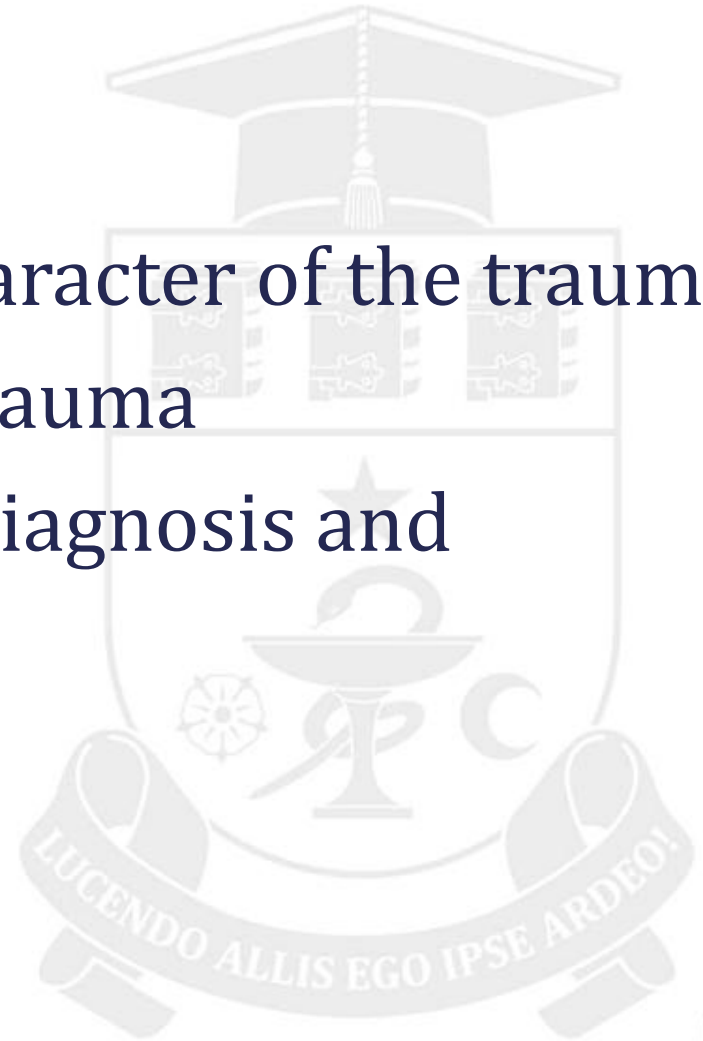 aracter of the traum
auma
iagnosis and
LUCENDO ALLIS EGO IPSE ARDEO!